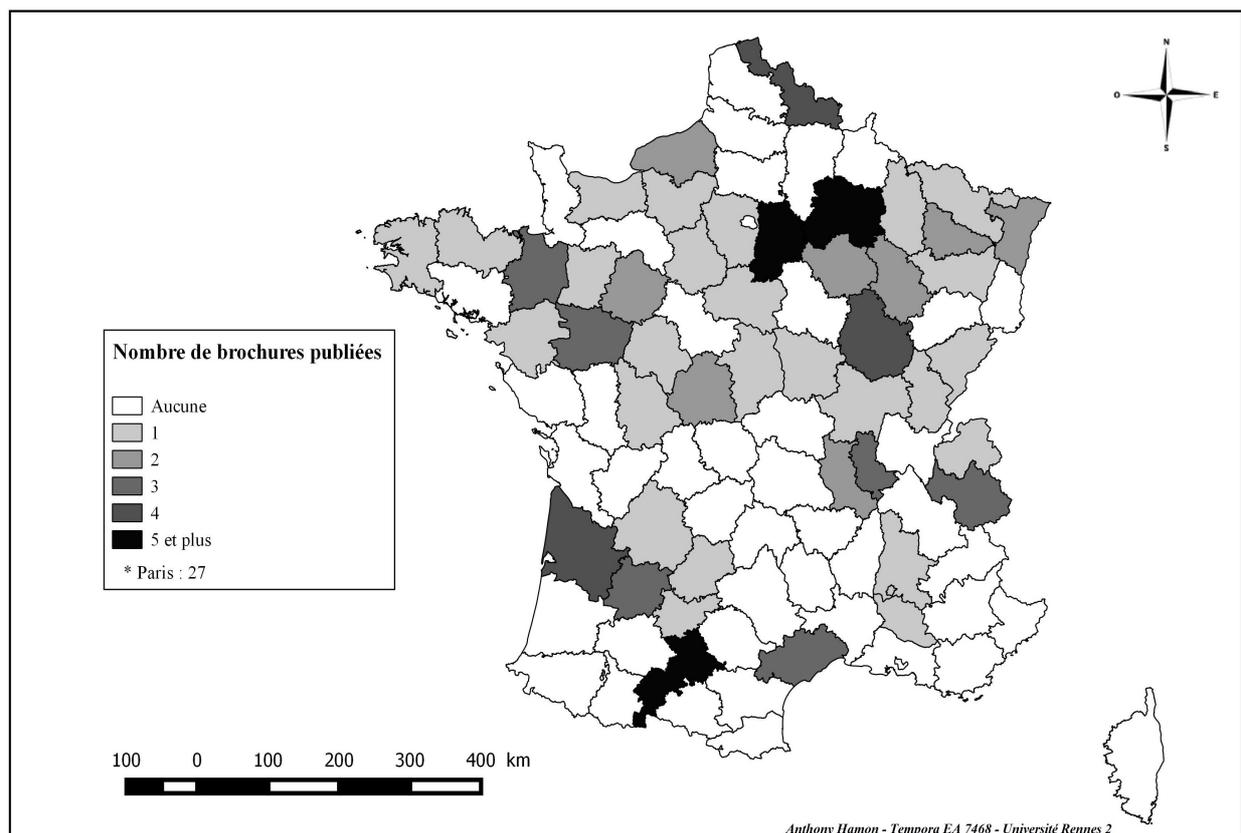 N
O E
S
Nombre de brochures publiées
Aucune
1
2
3
4
5 et plus
* Paris : 27
100 0 100 200 300 400 km
Anthony Hamon - Tempora EA 7468 - Université Rennes 2